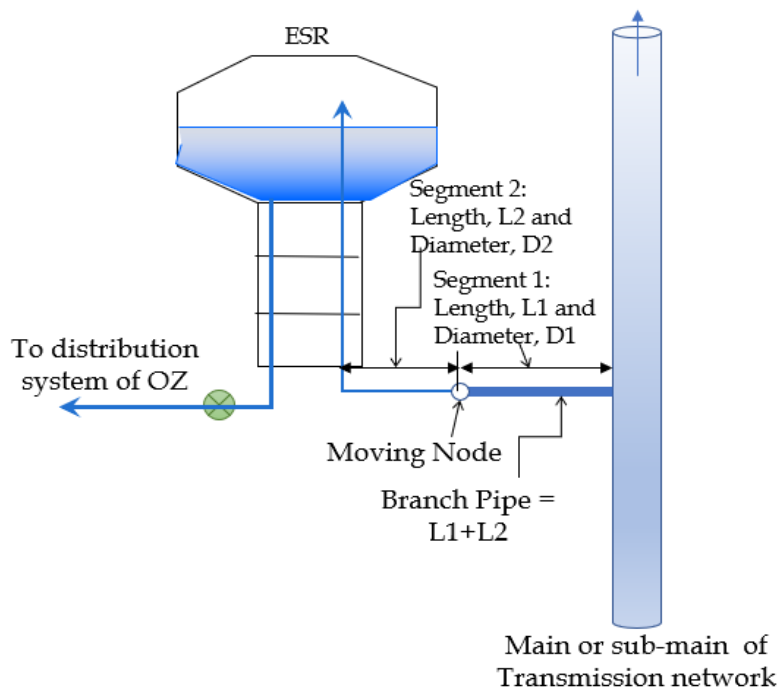 ESR
Segment 2:
Length, L2 and
Diameter, D2
Segment 1:
Length, L1 and
Diameter, D1
To distribution
system of OZ
Moving Node
Branch Pipe =
L1+L2
Main or sub-main of
Transmission network